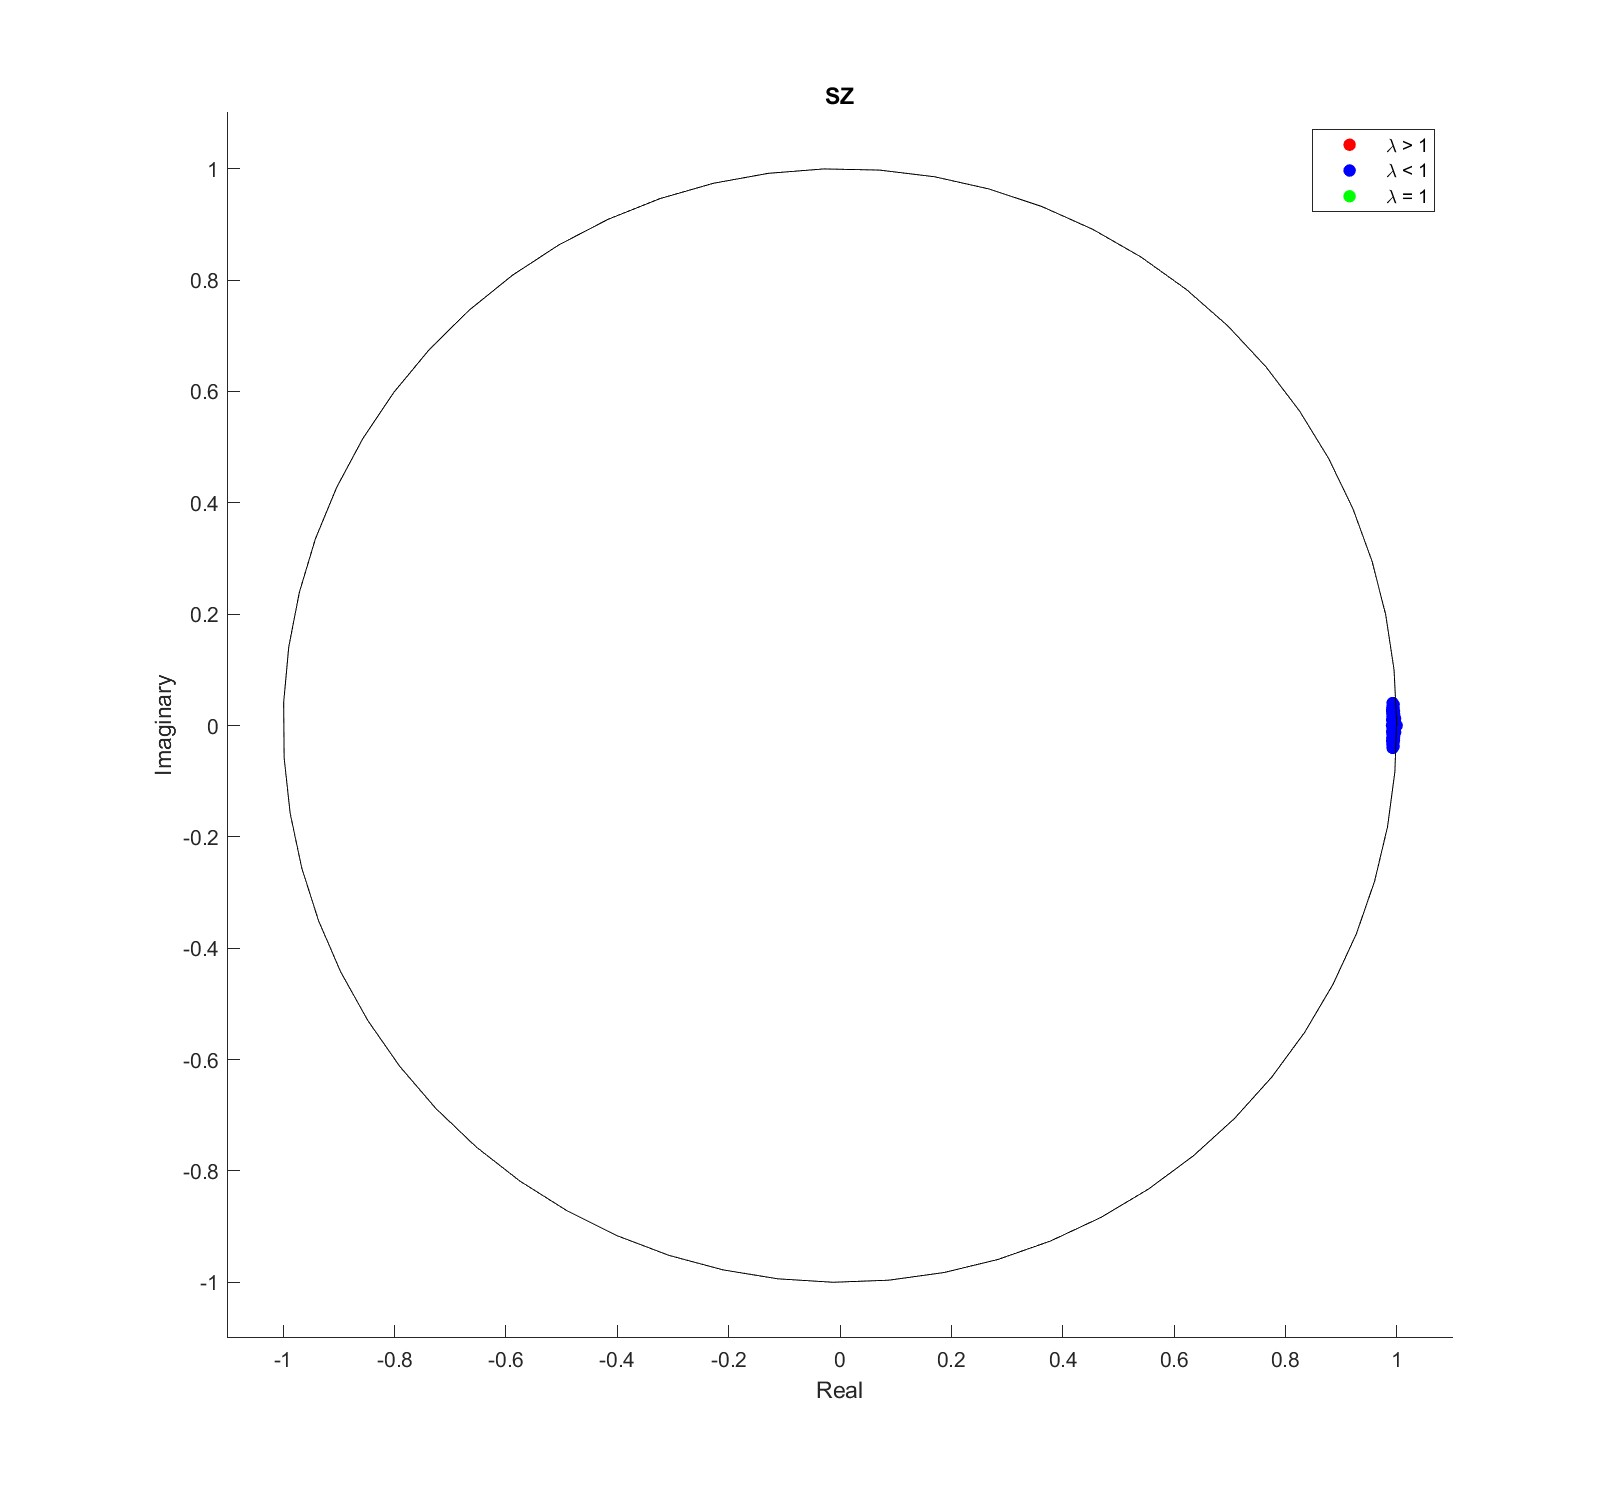 SZ
λ > 1
λ < 1
λ = 1
1
0.8
0.6
0.4
0.2
0
-0.2
-0.4
-0.6
-0.8
-1
Imaginary
-1 -0.8 -0.6 -0.4 -0.2 0 0.2 0.4 0.6 0.8 1
Real